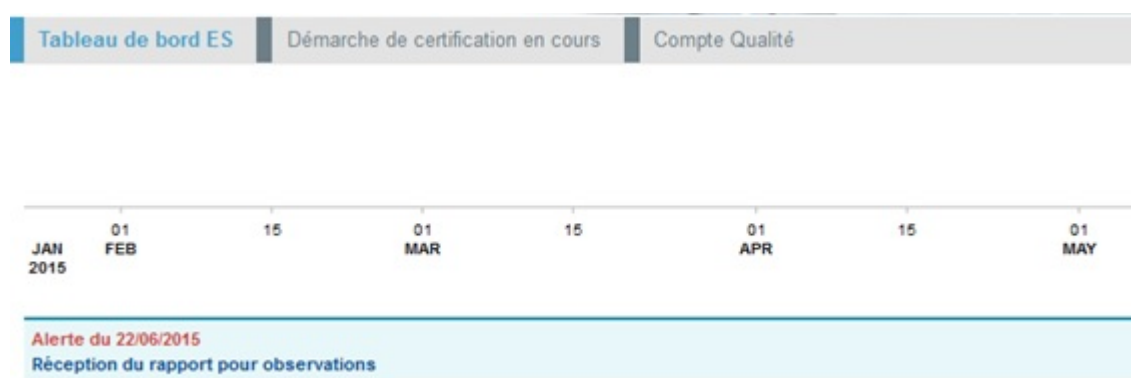 Tableau de bord ES Démarche de certification en cours Compte Qualité
01 15 01 15 01 15 01
JAN FEB MAR APR MAY
2015
Alerte du 22/06/2015
Réception du rapport pour observations